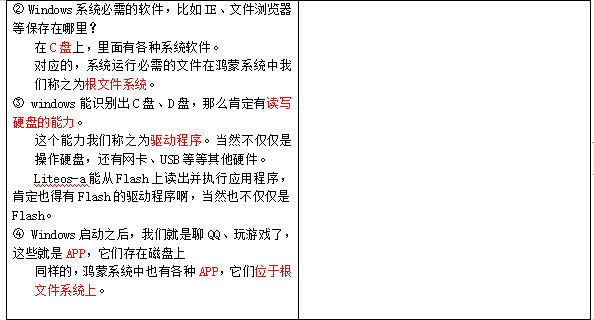 ② Windows 系统必需的软件，比如 IE、文件浏览器
等保存在哪里？
在 C 盘上，里面有各种系统软件。
对应的，系统运行必需的文件在鸿蒙系统中我
们称之为根文件系统。
③ windows 能识别出 C 盘、D 盘，那么肯定有读写
硬盘的能力。
这个能力我们称之为驱动程序。当然不仅仅是
操作硬盘，还有网卡、USB 等等其他硬件。
Liteos-a 能从 Flash 上读出并执行应用程序，
肯定也得有 Flash 的驱动程序啊，当然也不仅仅是
Flash。
④ Windows 启动之后，我们就是聊 QQ、玩游戏了，
这些就是 APP，它们存在磁盘上
同样的，鸿蒙系统中也有各种 APP，它们位于根
文件系统上。